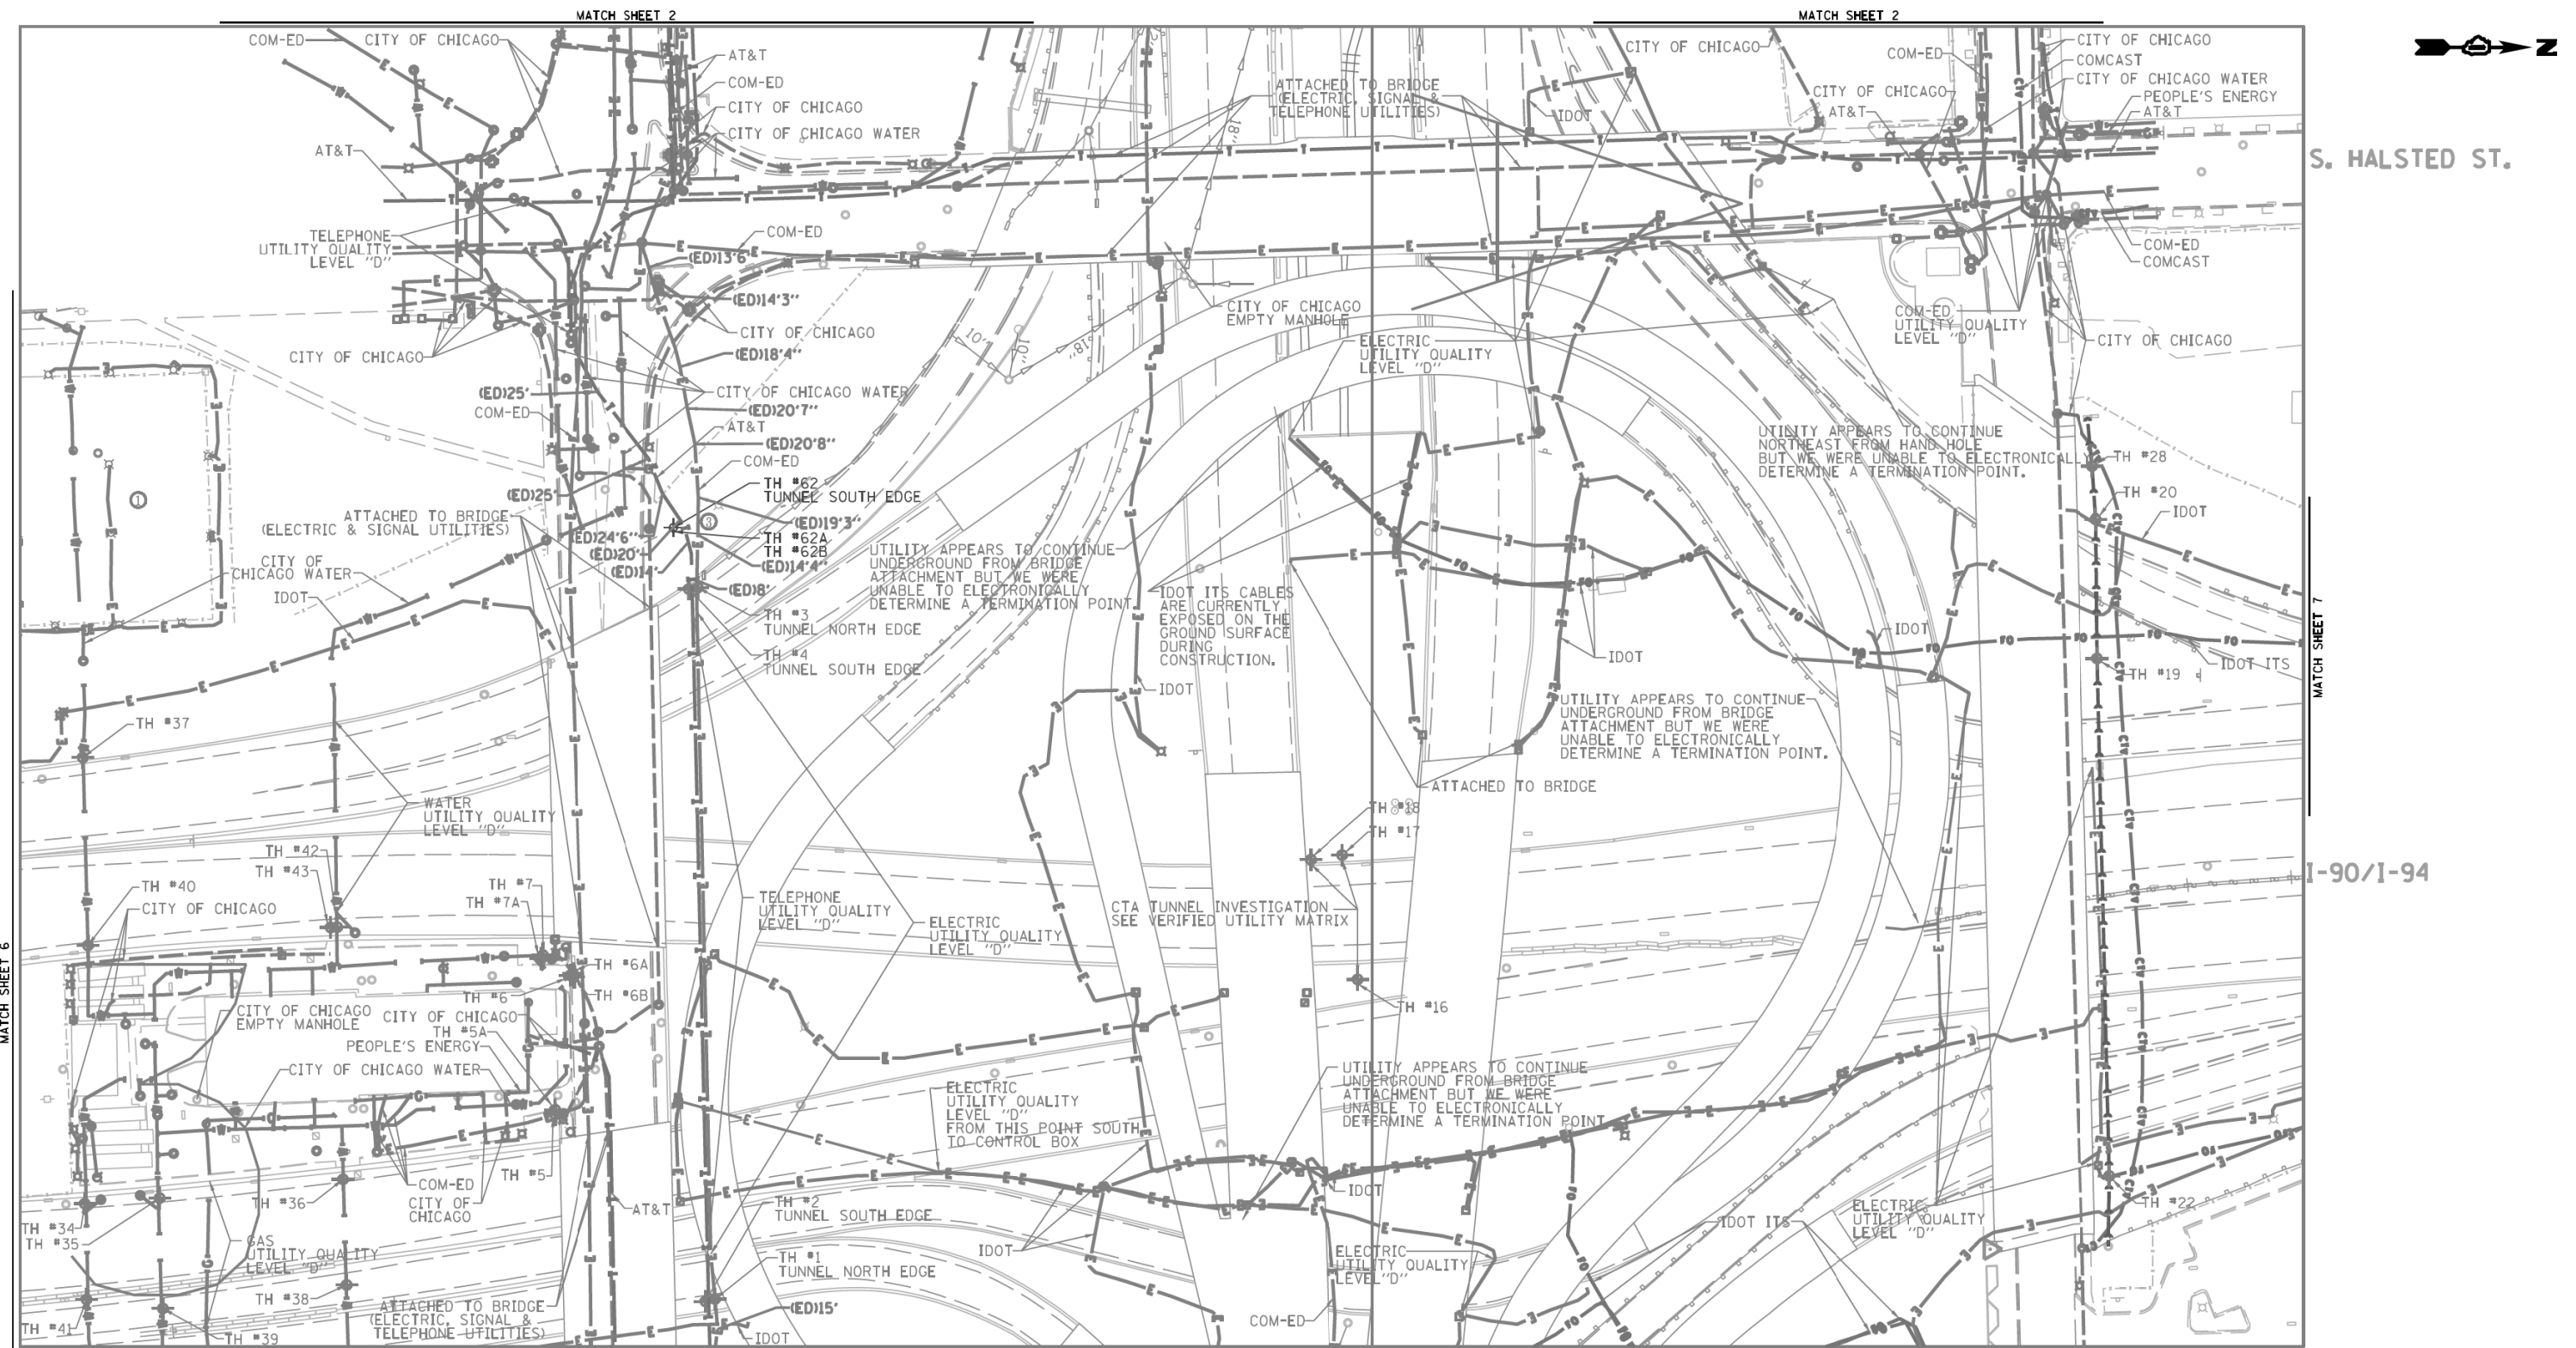 MATCH SHEET 2
MATCH SHEET 2
COM-ED
CITY OF CHICAGO
AT&T
COM-ED
CITY OF CHICAGO
CITY OF CHICAGO WATER
AT&T
ATTACHED TO BRIDGE
(ELECTRIC, SIGNAL &
TELEPHONE UTILITIES)
18'
IDOT
CITY OF CHICAGO
COM-ED
CITY OF CHICAGO
AT&T
CITY OF CHICAGO
COMCAST
CITY OF CHICAGO WATER
PEOPLE'S ENERGY
AT&T
N
S. HALSTED ST.
TELEPHONE
UTILITY QUALITY
LEVEL "D"
COM-ED
(ED)13'6"
(ED)14'3"
CITY OF CHICAGO
(ED)18'4"
CITY OF CHICAGO
CITY OF CHICAGO
EMPTY MANHOLE
10'
10'
18'
ELECTRIC
UTILITY QUALITY
LEVEL "D"
COM-ED
COMCAST
COM-ED
UTILITY QUALITY
LEVEL "D"
CITY OF CHICAGO
(ED)25'
COM-ED
CITY OF CHICAGO WATER
(ED)20'7"
AT&T
(ED)20'8"
COM-ED
TH #62
TUNNEL SOUTH EDGE
(ED)25'
1
3
(ED)19'3"
TH #62A
TH #62B
(ED)14'4"
(ED)24'6"
(ED)20'
(ED)14'
(ED)8'
ATTACHED TO BRIDGE
(ELECTRIC & SIGNAL UTILITIES)
CITY OF
CHICAGO WATER
IDOT
TH #3
TUNNEL NORTH EDGE
TH #4
TUNNEL SOUTH EDGE
UTILITY APPEARS TO CONTINUE
UNDERGROUND FROM BRIDGE
ATTACHMENT BUT WE WERE
UNABLE TO ELECTRONICALLY
DETERMINE A TERMINATION POINT.
IDOT ITS CABLES
ARE CURRENTLY
EXPOSED ON THE
GROUND SURFACE
DURING
CONSTRUCTION.
IDOT
UTILITY APPEARS TO CONTINUE
NORTHEAST FROM HAND HOLE
BUT WE WERE UNABLE TO ELECTRONICALLY
DETERMINE A TERMINATION POINT.
TH #28
TH #20
IDOT
IDOT
IDOT
IDOT ITS
TH #19
MATCH SHEET 7
UTILITY APPEARS TO CONTINUE
UNDERGROUND FROM BRIDGE
ATTACHMENT BUT WE WERE
UNABLE TO ELECTRONICALLY
DETERMINE A TERMINATION POINT.
ATTACHED TO BRIDGE
TH #37
WATER
UTILITY QUALITY
LEVEL "D"
TH #18
TH #17
TH #42
TH #43
TH #40
CITY OF CHICAGO
TH #7
TH #7A
TELEPHONE
UTILITY QUALITY
LEVEL "D"
ELECTRIC
UTILITY QUALITY
LEVEL "D"
CTA TUNNEL INVESTIGATION
SEE VERIFIED UTILITY MATRIX
I-90/I-94
MATCH SHEET 6
TH #6A
TH #6
TH #6B
TH #16
CITY OF CHICAGO
EMPTY MANHOLE
CITY OF CHICAGO
TH #5A
PEOPLE'S ENERGY
CITY OF CHICAGO WATER
ELECTRIC
UTILITY QUALITY
LEVEL "D"
FROM THIS POINT SOUTH
TO CONTROL BOX
UTILITY APPEARS TO CONTINUE
UNDERGROUND FROM BRIDGE
ATTACHMENT BUT WE WERE
UNABLE TO ELECTRONICALLY
DETERMINE A TERMINATION POINT
TH #5
COM-ED
CITY OF
CHICAGO
TH #36
AT&T
TH #2
TUNNEL SOUTH EDGE
IDOT
IDOT
IDOT ITS
ELECTRIC
UTILITY QUALITY
LEVEL "D"
TH #22
TH #34
TH #35
GAS
UTILITY QUALITY
LEVEL "D"
TH #1
TUNNEL NORTH EDGE
ELECTRIC
UTILITY QUALITY
LEVEL"D"
TH #38
ATTACHED TO BRIDGE
(ELECTRIC, SIGNAL &
TELEPHONE UTILITIES)
(ED)15'
COM-ED
TH #41
TH #39
IDOT